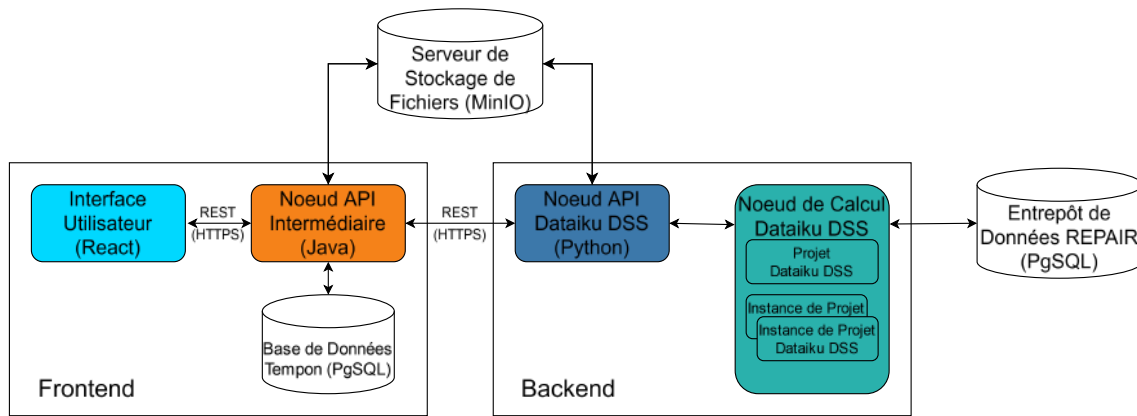 Serveur de
Stockage de
Fichiers (MinIO)
Interface
Utilisateur
(React)
REST
(HTTPS)
Noeud API
Intermédiaire
(Java)
REST
(HTTPS)
Noeud API
Dataiku DSS
(Python)
Noeud de Calcul
Dataiku DSS
Projet
Dataiku DSS
Instance de Projet
Instance de Projet
Dataiku DSS
Entrepôt de
Données REPAIR
(PgSQL)
Base de Données
Tempon (PgSQL)
Frontend
Backend